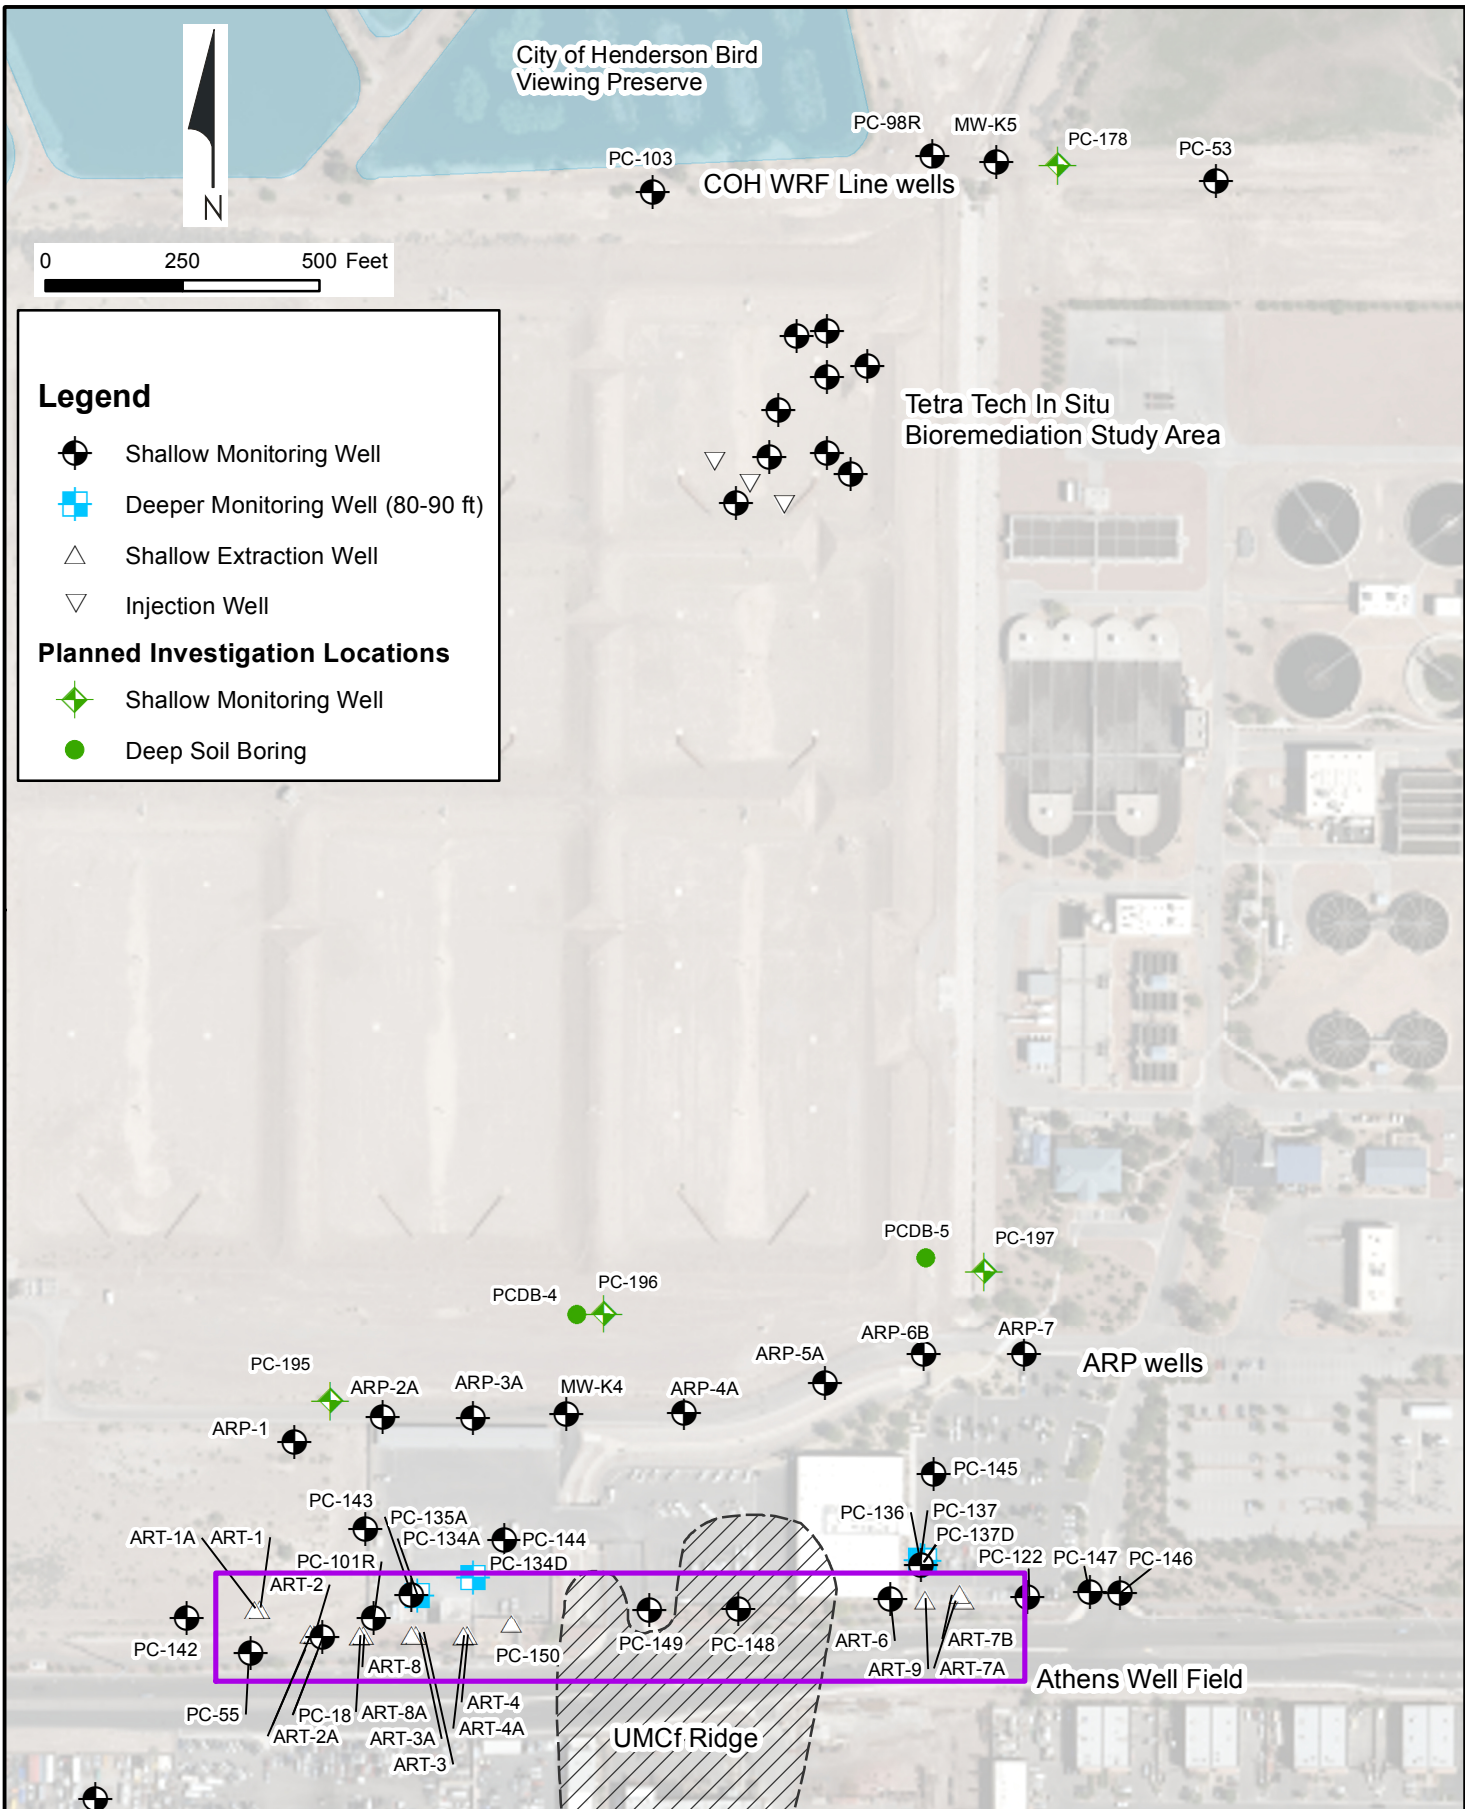 City of Henderson Bird
Viewing Preserve
PC-98R
MW-K5
PC-178
PC-53
PC-103
COH WRF Line wells
N
0 250 500 Feet
Legend
Shallow Monitoring Well
Deeper Monitoring Well (80-90 ft)
Shallow Extraction Well
Injection Well
Planned Investigation Locations
Shallow Monitoring Well
Deep Soil Boring
Tetra Tech In Situ
Bioremediation Study Area
PCDB-5
PC-197
PCDB-4
PC-196
ARP-6B
ARP-7
ARP wells
ARP-5A
PC-195
ARP-2A
ARP-3A
MW-K4
ARP-4A
ARP-1
PC-145
PC-143
PC-135A
PC-136
PC-137
ART-1A
ART-1
PC-134A
PC-144
PC-137D
PC-101R
PC-134D
PC-122
PC-147
PC-146
ART-2
PC-142
PC-150
PC-149
PC-148
ART-6
ART-7B
ART-8
ART-9
ART-7A
Athens Well Field
PC-55
PC-18
ART-8A
ART-4
ART-2A
ART-3A
ART-4A
UMCf Ridge
ART-3